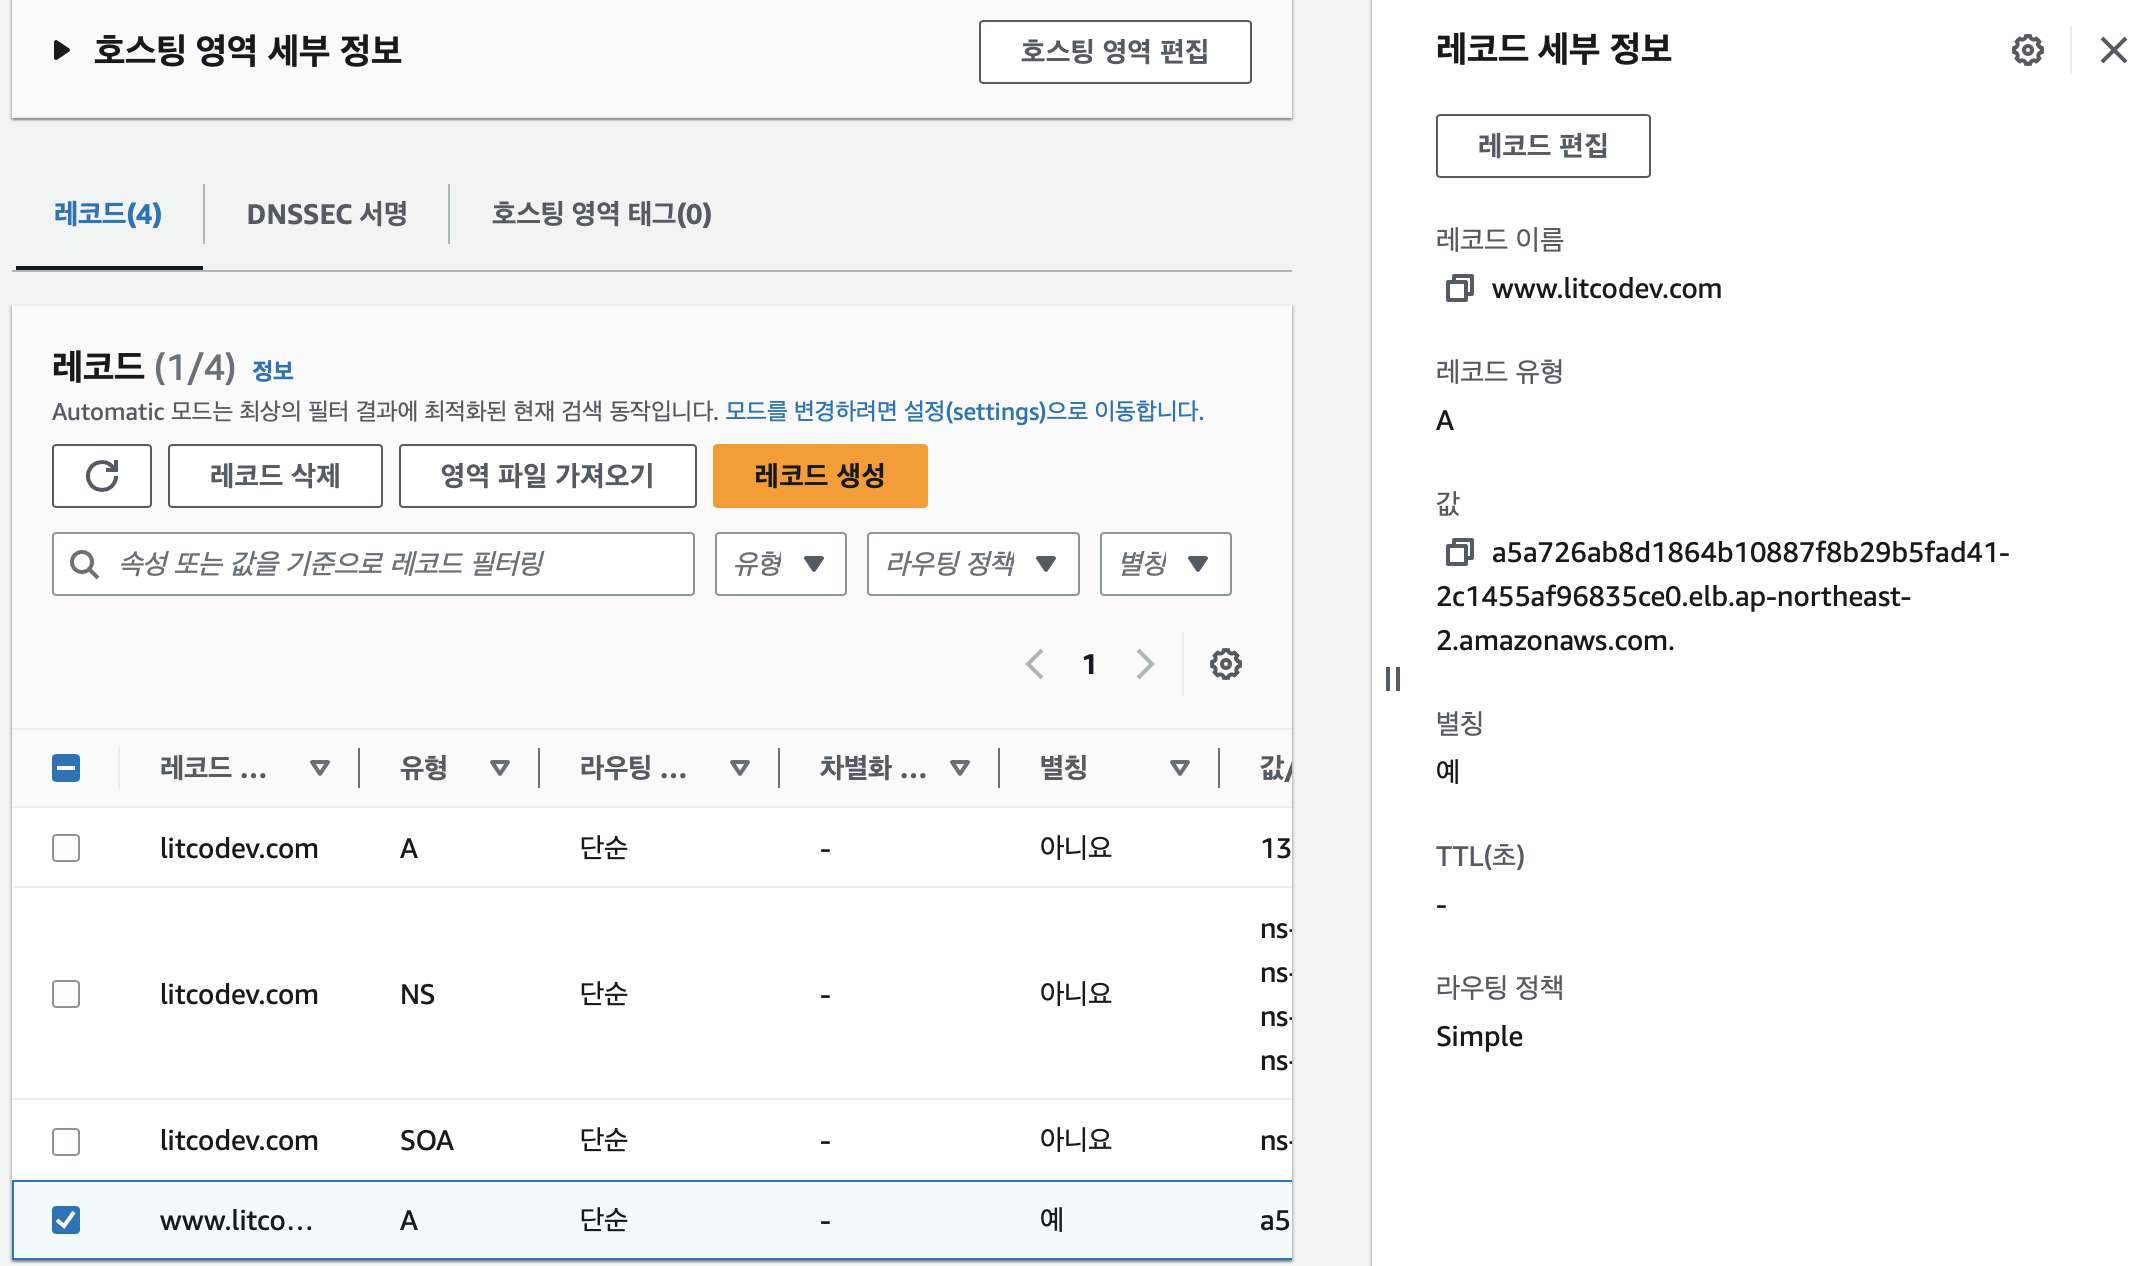 호스팅 영역 세부 정보
호스팅 영역 편집
레코드(4)
DNSSEC 서명
호스팅 영역 태그(0)
레코드 (1/4) 정보
Automatic 모드는 최상의 필터 결과에 최적화된 현재 검색 동작입니다. 모드를 변경하려면 설정(settings)으로 이동합니다.
레코드 삭제
영역 파일 가져오기
레코드 생성
속성 또는 값을 기준으로 레코드 필터링
유형
라우팅 정책
별칭
1
레코드 ... 유형 라우팅 ... 차별화 ... 별칭 값/
litcodev.com A 단순 - 아니요 13
litcodev.com NS 단순 - 아니요 ns-
ns-
ns-
ns-
litcodev.com SOA 단순 - 아니요 ns-
www.litco... A 단순 - 예 a5
레코드 세부 정보
레코드 편집
레코드 이름
www.litcodev.com
레코드 유형
A
값
a5a726ab8d1864b10887f8b29b5fad41-
2c1455af96835ce0.elb.ap-northeast-
2.amazonaws.com.
별칭
예
TTL(초)
-
라우팅 정책
Simple